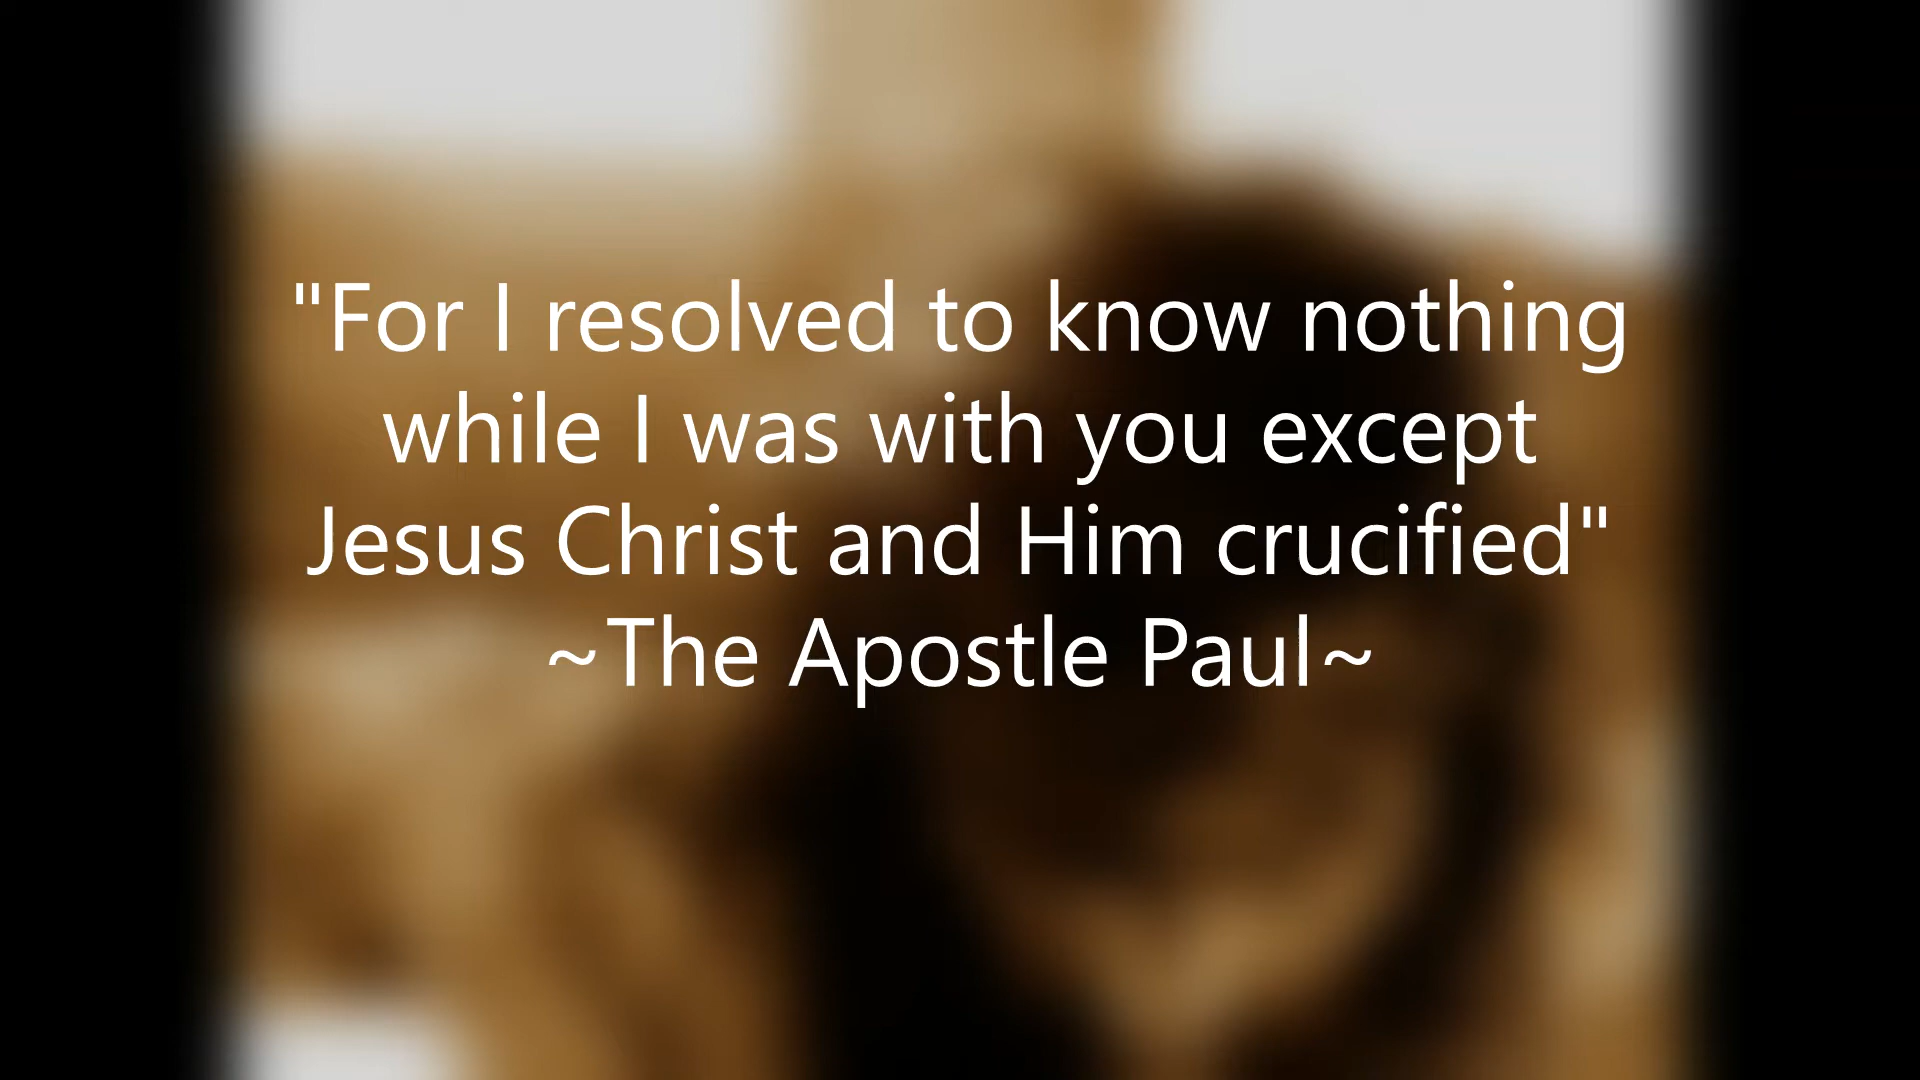 "For I resolved to know nothing
while I was with you except
Jesus Christ and Him crucified"
~The Apostle Paul~